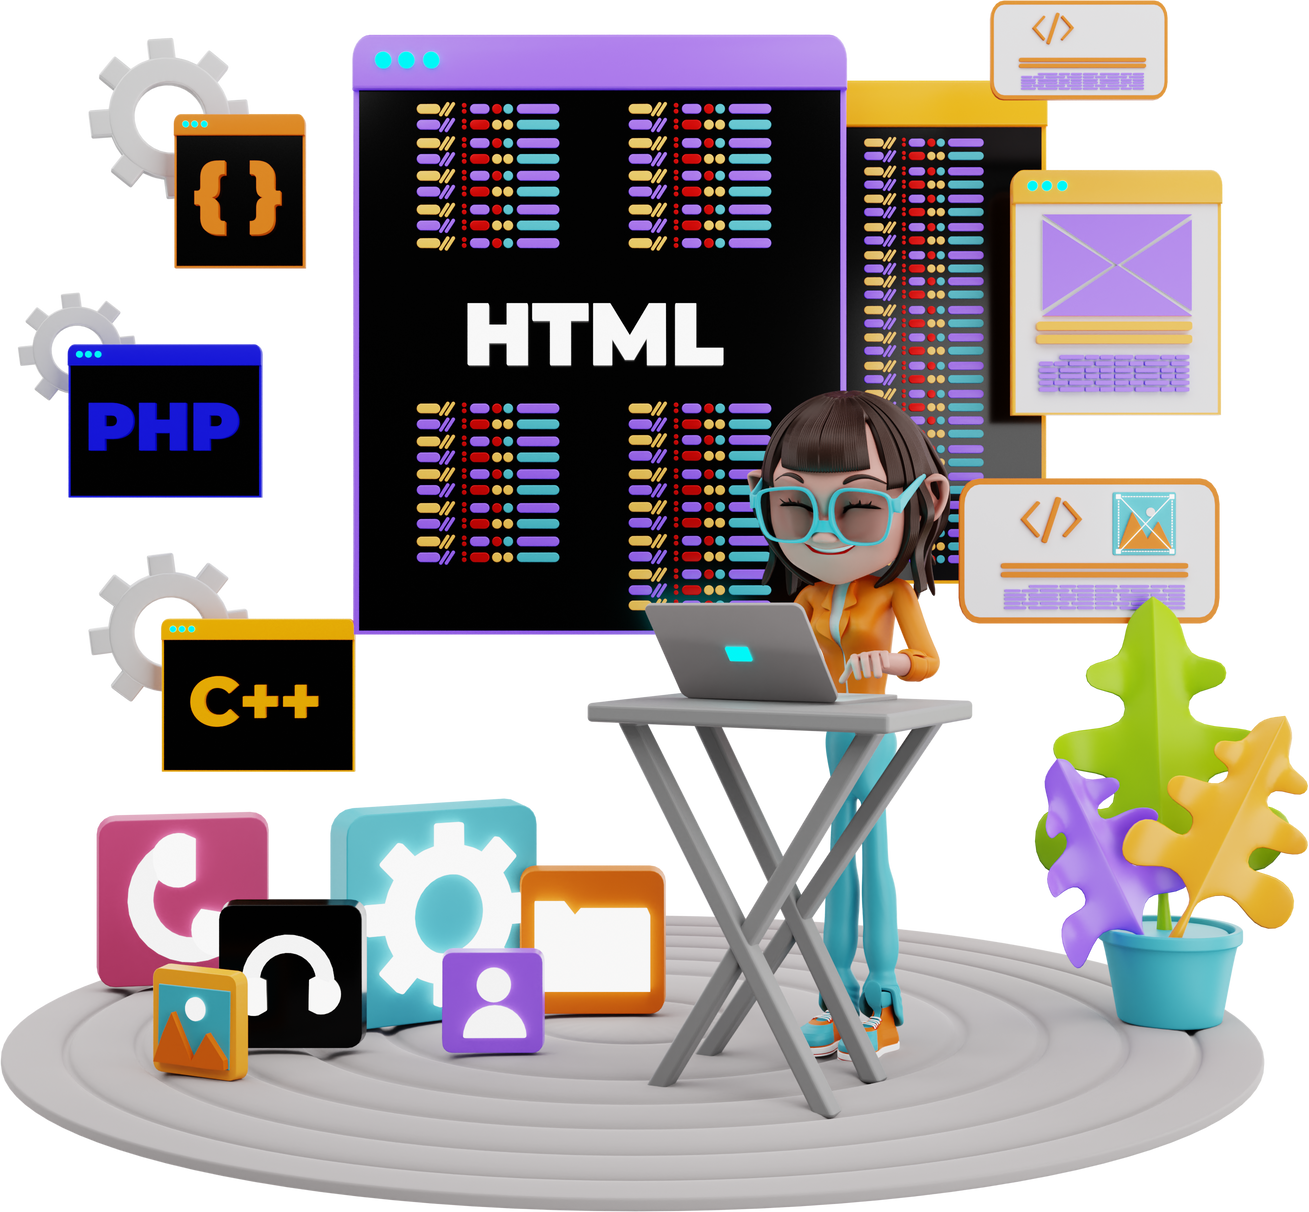 </>
{ }
HTML
PHP
</>
C++